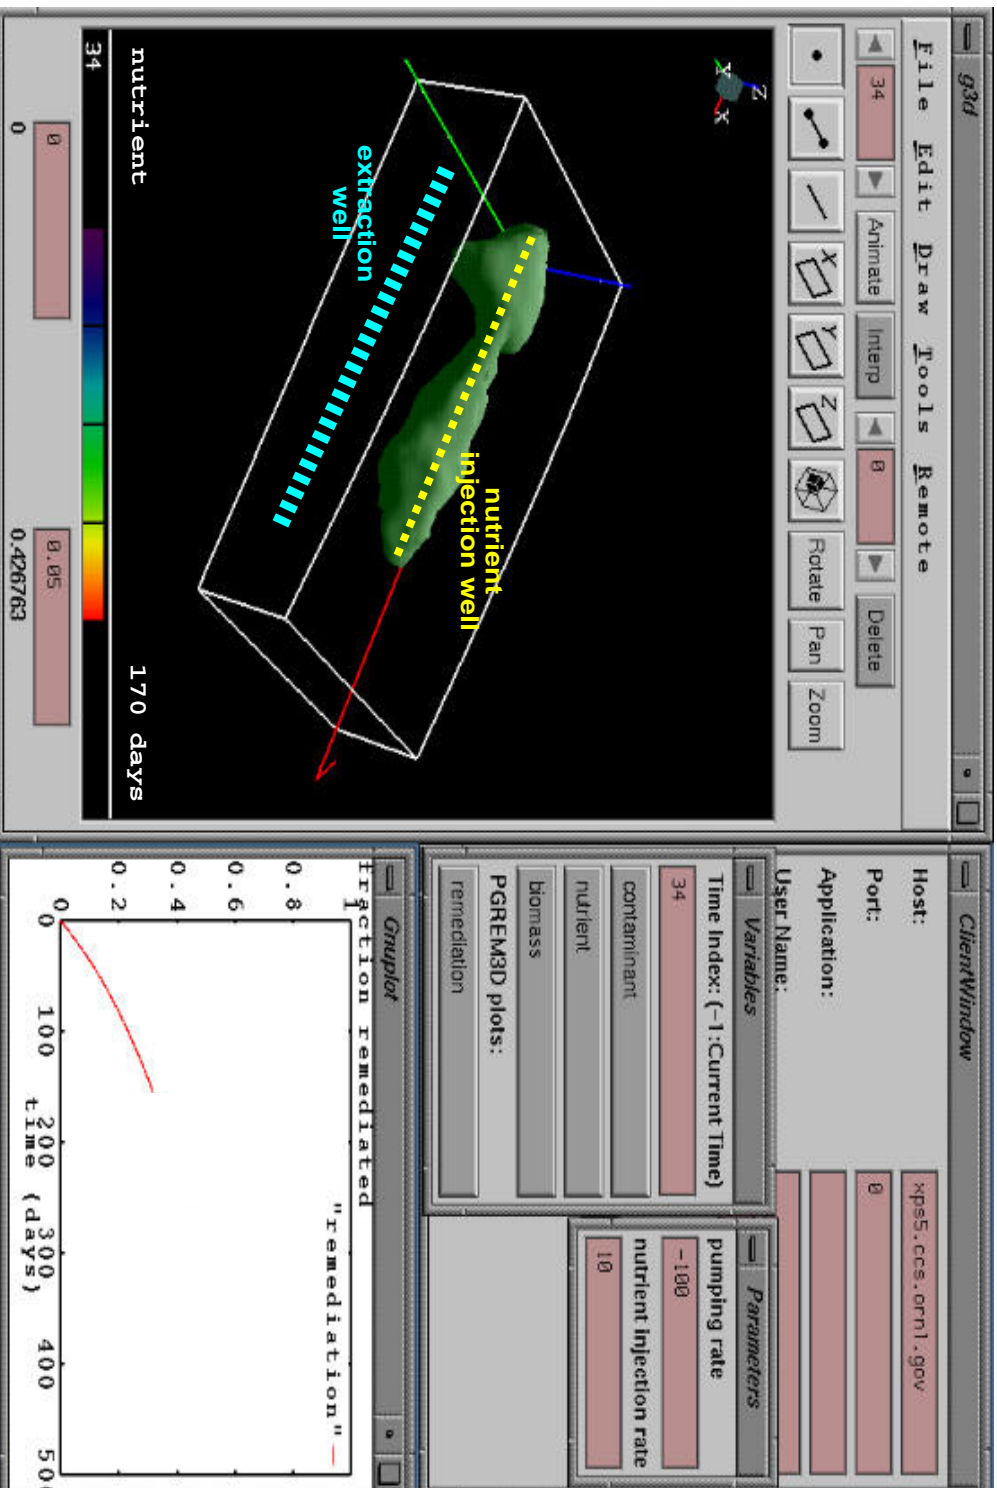 g3d
File Edit Draw Tools Remote
34 Animate Interp 0 Delete
X Y Z Rotate Pan Zoom
Z
Y X
nutrient
injection well
extraction
well
nutrient 170 days
34
0 0.05
0 0.426763
ClientWindow
Host: xps5.ccs.ornl.gov
Port: 0
Application:
User Name:
Variables
Time Index: (-1:Current Time)
34
contaminant
nutrient
biomass
PGREM3D plots:
remediation
Parameters
pumping rate
-100
nutrient injection rate
10
Gnuplot
fraction remediated
1
"remediation"
0.8
0.6
0.4
0.2
0
0 100 200 300 400 500
time (days)